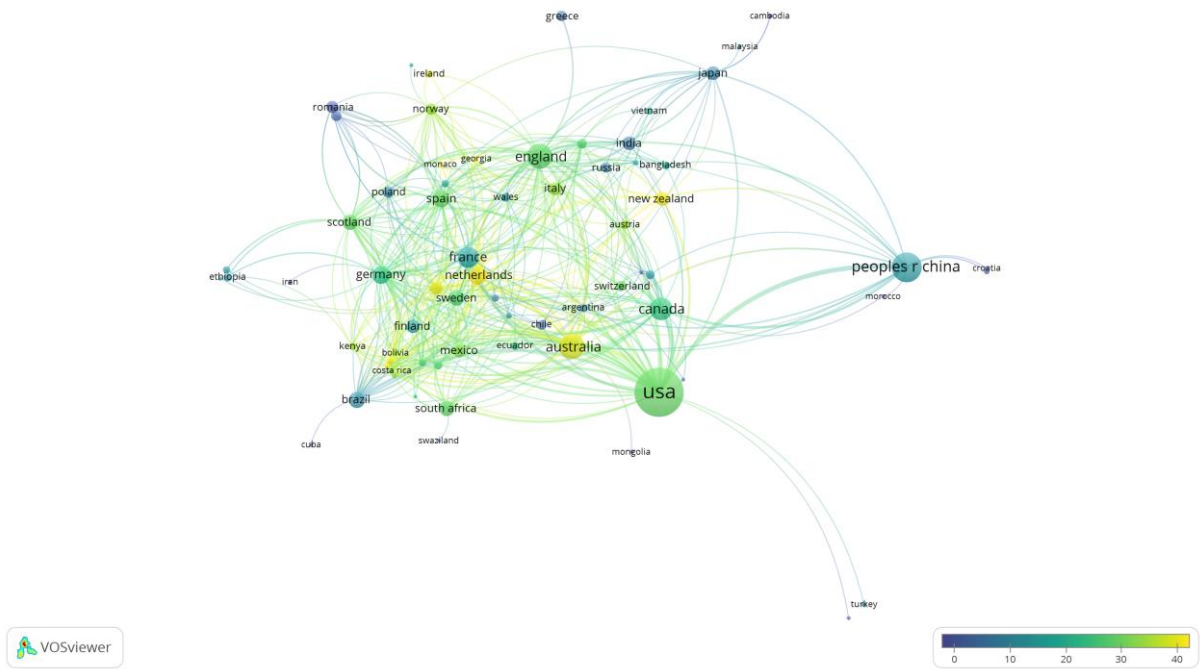 greece
cambodia
malaysia
japan
ireland
romania
norway
vietnam
india
england
georgia
monaco
russia
bangladesh
poland
spain
wales
italy
new zealand
scotland
austria
france
germany
netherlands
ethiopia
iran
switzerland
peoples r china
croatia
morocco
sweden
argentina
canada
finland
chile
kenya
bolivia
mexico
ecuador
australia
costa rica
brazil
usa
south africa
cuba
swaziland
mongolia
turkey
VOSviewer
0 10 20 30 40